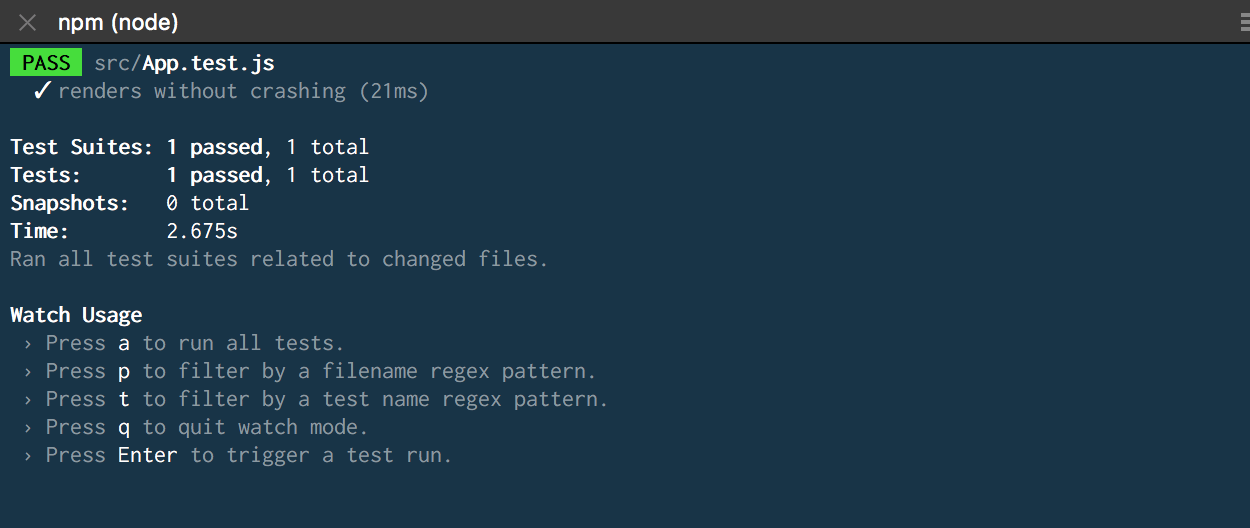 npm (node)
PASS src/App.test.js
✓ renders without crashing (21ms)
Test Suites: 1 passed, 1 total
Tests: 1 passed, 1 total
Snapshots: 0 total
Time: 2.675s
Ran all test suites related to changed files.
Watch Usage
› Press a to run all tests.
› Press p to filter by a filename regex pattern.
› Press t to filter by a test name regex pattern.
› Press q to quit watch mode.
› Press Enter to trigger a test run.